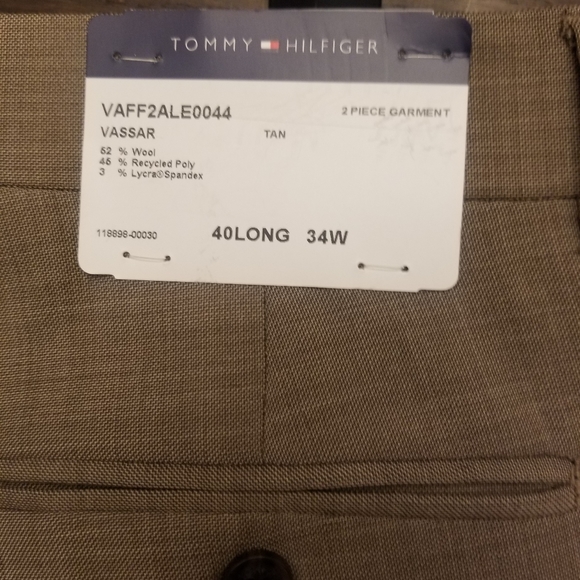 TOMMY HILFIGER
VAFF2ALE0044 2 PIECE GARMENT
VASSAR TAN
52 % Wool
45 % Recycled Poly
3 % Lycra®Spandex
118898-00030 40LONG 34W